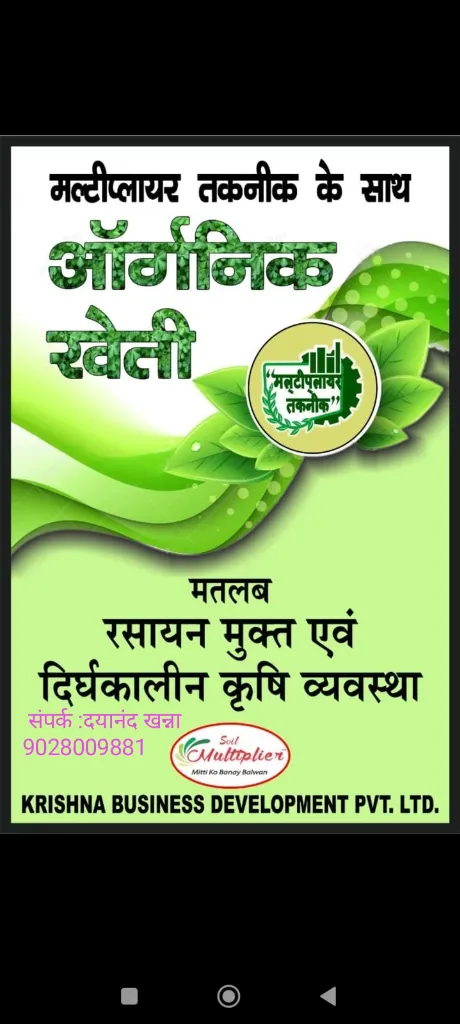 मल्टीप्लायर तकनीक के साथ
ऑर्गनिक
खेती
“मल्टीप्लायर
तकनीक”
मतलब
रसायन मुक्त एवं
दिर्घकालीन कृषि व्यवस्था
संपर्क :दयानंद खन्ना
9028009881
Soil
Multiplier
Mitti Ko Banay Balwan
KRISHNA BUSINESS DEVELOPMENT PVT. LTD.